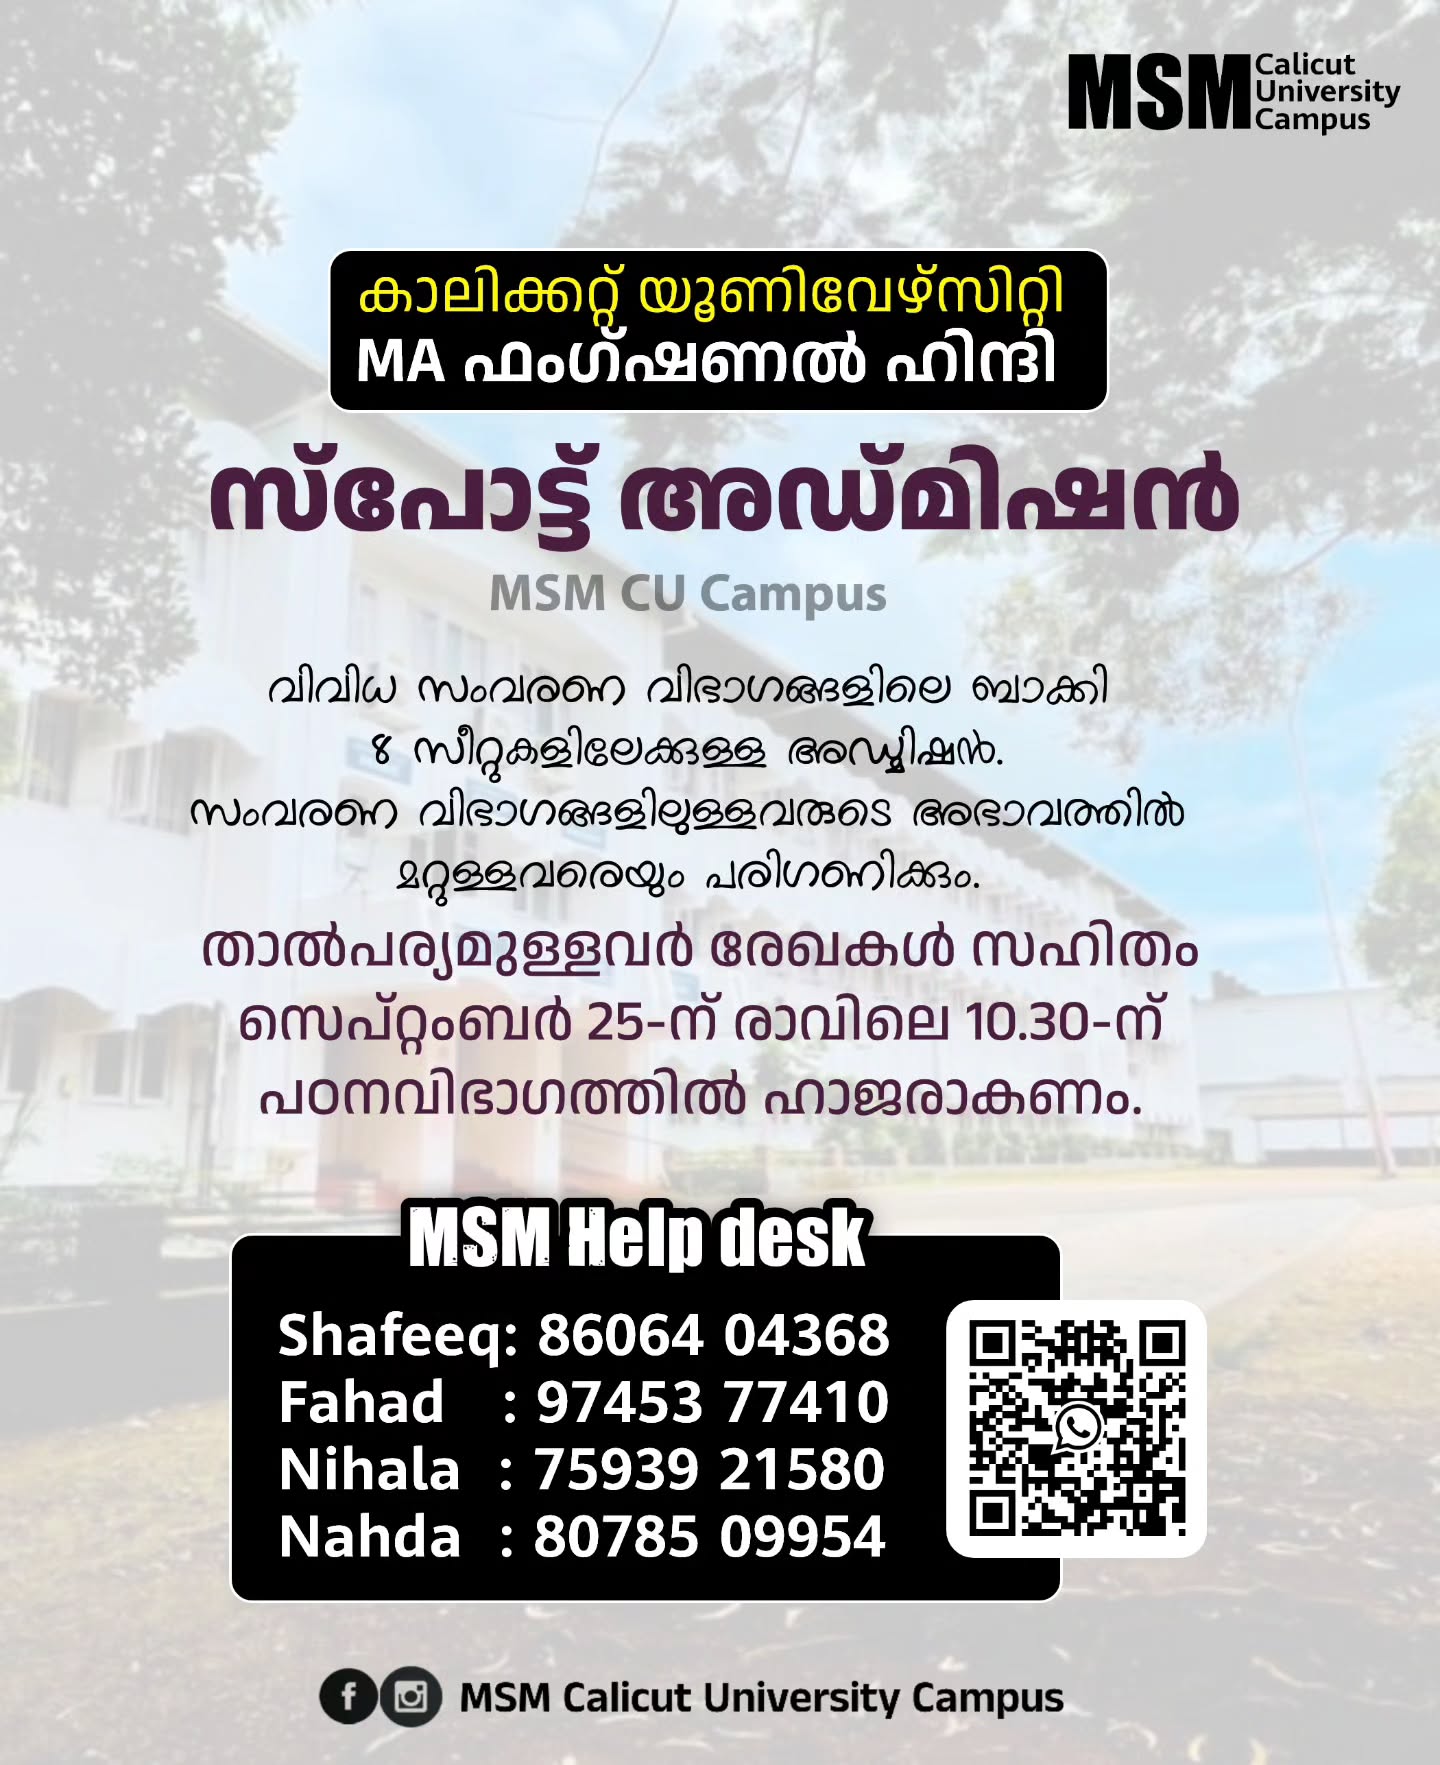 MSM Calicut
University
Campus
കാലിക്കറ്റ് യൂണിവേഴ്സിറ്റി
MA ഫംഗ്ഷണൽ ഹിന്ദി
സ്പോട്ട് അഡ്മിഷൻ
MSM CU Campus
വിവിധ സംവരണ വിഭാഗങ്ങളിലെ ബാക്കി
8 സീറ്റുകളിലേക്കുള്ള അഡ്മിഷൻ.
സംവരണ വിഭാഗങ്ങളിലുള്ളവരുടെ അഭാവത്തിൽ
മറ്റുള്ളവരെയും പരിഗണിക്കും.
താൽപര്യമുള്ളവർ രേഖകൾ സഹിതം
സെപ്റ്റംബർ 25-ന് രാവിലെ 10.30-ന്
പഠനവിഭാഗത്തിൽ ഹാജരാകണം.
MSM Help desk
Shafeeq: 86064 04368
Fahad : 97453 77410
Nihala : 75939 21580
Nahda : 80785 09954
MSM Calicut University Campus